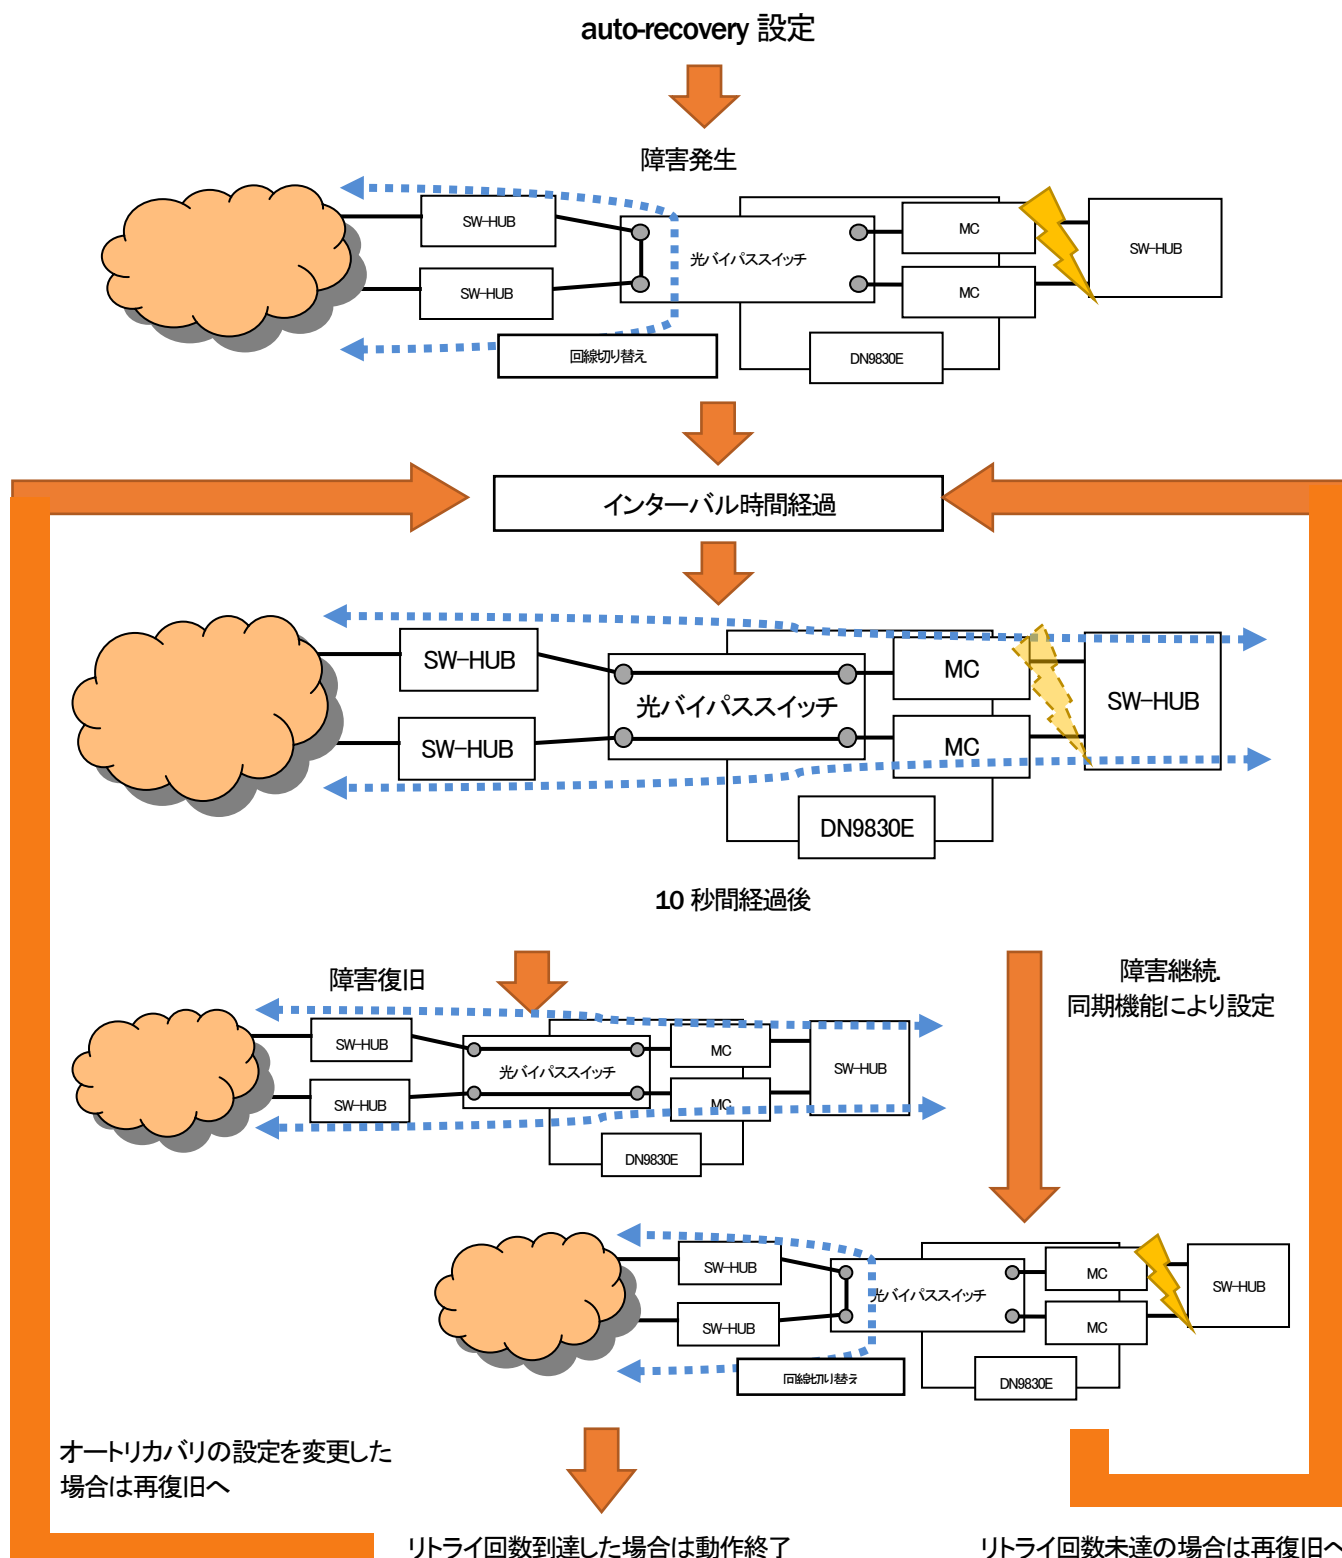 auto-recovery 設定
障害発生
SW-HUB
MC
SW-HUB
光バイパススイッチ
SW-HUB
MC
回線切り替え
DN9830E
インターバル時間経過
SW-HUB
MC
SW-HUB
光バイパススイッチ
SW-HUB
MC
DN9830E
10 秒間経過後
障害復旧
障害継続.
同期機能により設定
SW-HUB
MC
SW-HUB
光バイパススイッチ
SW-HUB
MC
DN9830E
SW-HUB
MC
SW-HUB
光バイパススイッチ
SW-HUB
MC
回線切り替え
DN9830E
オートリカバリの設定を変更した
場合は再復旧へ
リトライ回数到達した場合は動作終了
リトライ回数未達の場合は再復旧へ